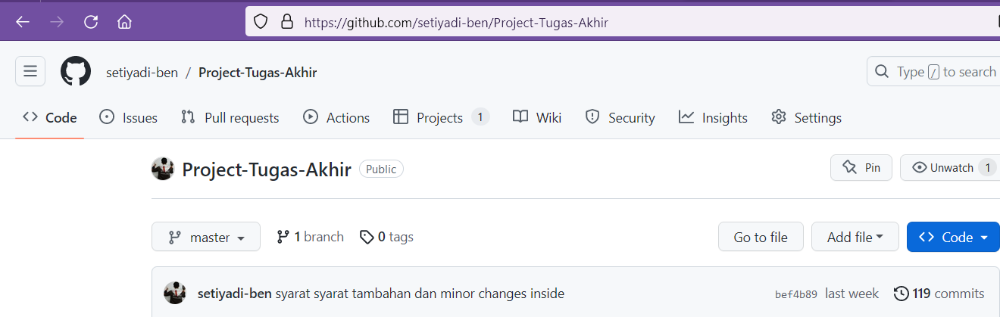 https://github.com/setiyadi-ben/Project-Tugas-Akhir
setiyadi-ben / Project-Tugas-Akhir
Type / to search
Code Issues Pull requests Actions Projects 1 Wiki Security Insights Settings
Project-Tugas-Akhir Public Pin Unwatch 1
master 1 branch 0 tags Go to file Add file Code
setiyadi-ben syarat syarat tambahan dan minor changes inside bef4b89 last week 119 commits